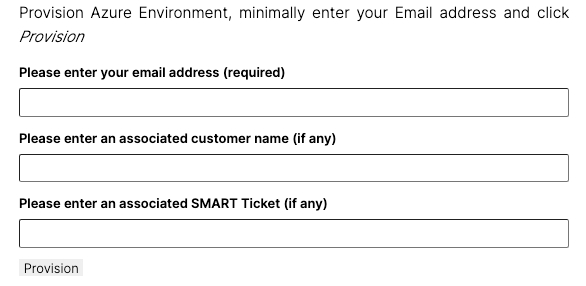 Provision Azure Environment, minimally enter your Email address and click
Provision
Please enter your email address (required)
Please enter an associated customer name (if any)
Please enter an associated SMART Ticket (if any)
Provision